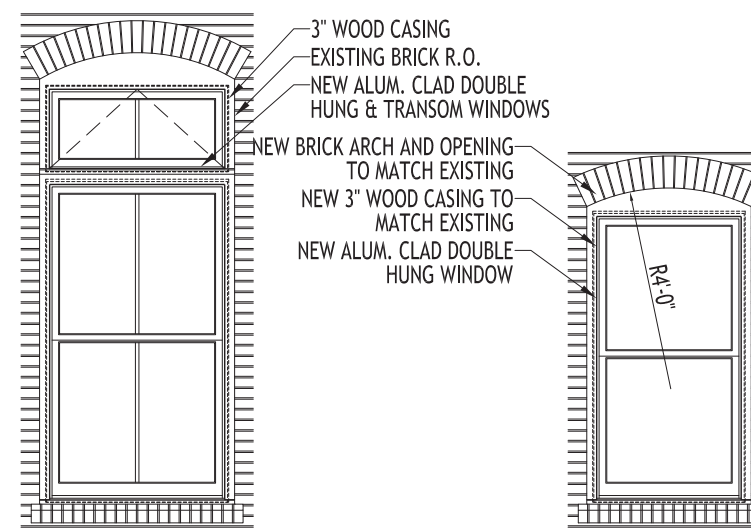 3" WOOD CASING
EXISTING BRICK R.O.
NEW ALUM. CLAD DOUBLE
HUNG & TRANSOM WINDOWS
NEW BRICK ARCH AND OPENING
TO MATCH EXISTING
NEW 3" WOOD CASING TO
MATCH EXISTING
NEW ALUM. CLAD DOUBLE
HUNG WINDOW
R4'-0"